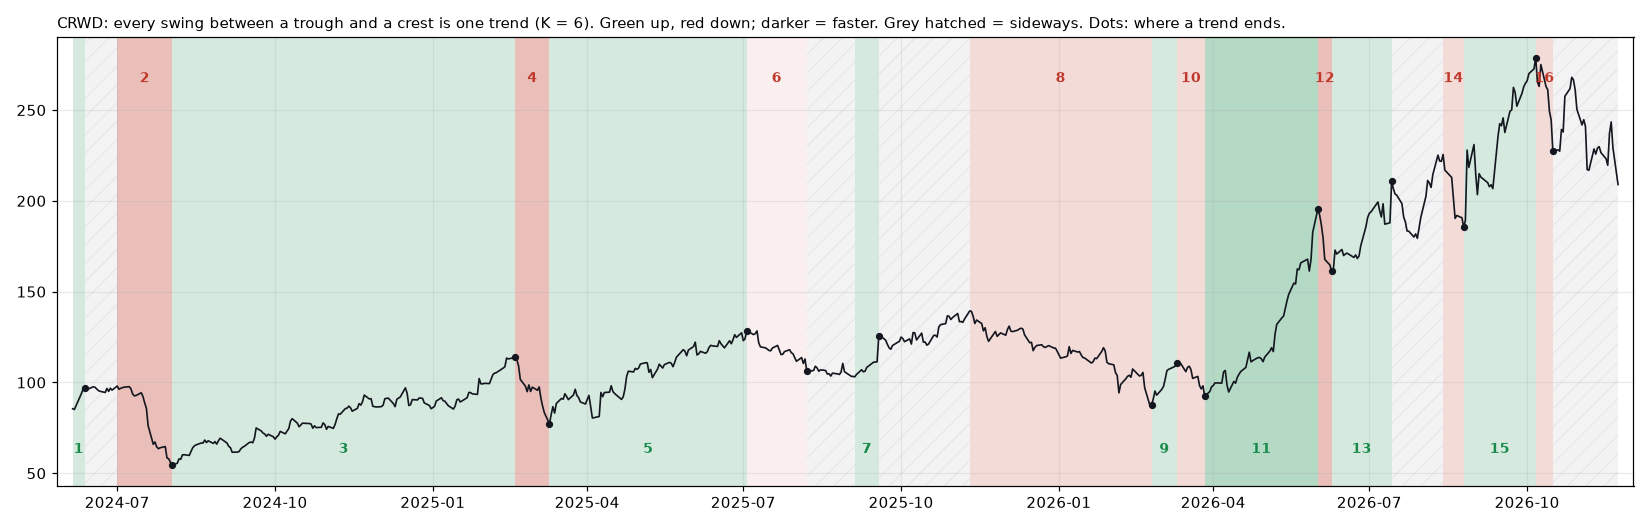 CRWD: every swing between a trough and a crest is one trend (K = 6). Green up, red down; darker = faster. Grey hatched = sideways. Dots: where a trend ends.
2 4 6 8 10 12 14 16
250
200
150
100
50
1 3 5 7 9 11 13 15
2024-07 2024-10 2025-01 2025-04 2025-07 2025-10 2026-01 2026-04 2026-07 2026-10